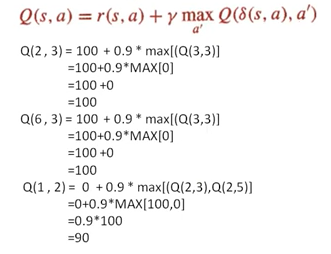 Q(s, a) = r(s, a) + γ max Q(δ(s, a), a′)
a′
Q(2 , 3) = 100 + 0.9 * max[(Q(3,3)]
=100+0.9*MAX[0]
=100 +0
=100
Q(6 , 3) = 100 + 0.9 * max[(Q(3,3)]
=100+0.9*MAX[0]
=100 +0
=100
Q(1 , 2) = 0 + 0.9 * max[(Q(2,3),Q(2,5)]
=0+0.9*MAX[100,0]
=0.9*100
=90